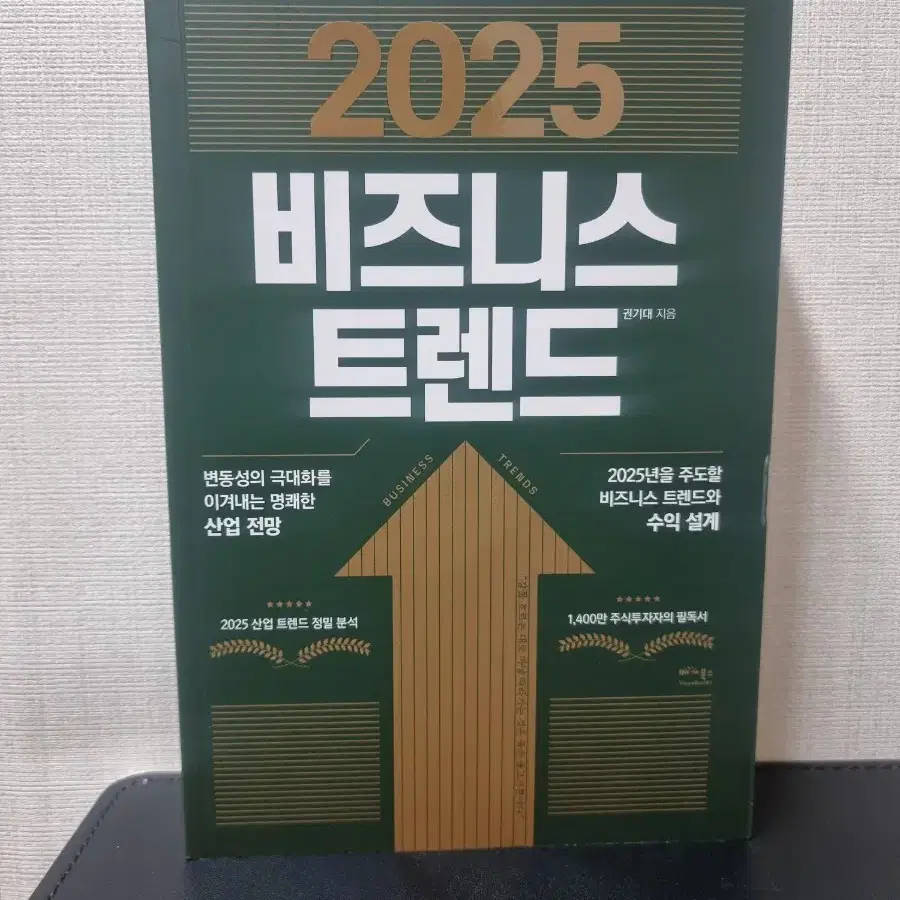 2025
비즈니스
트렌드
권기대 지음
BUSINESS TRENDS
변동성의 극대화를
이겨내는 명쾌한
산업 전망
2025년을 주도할
비즈니스 트렌드와
수익 설계
★★★★★
2025 산업 트렌드 정밀 분석
★★★★★
1,400만 주식투자자의 필독서